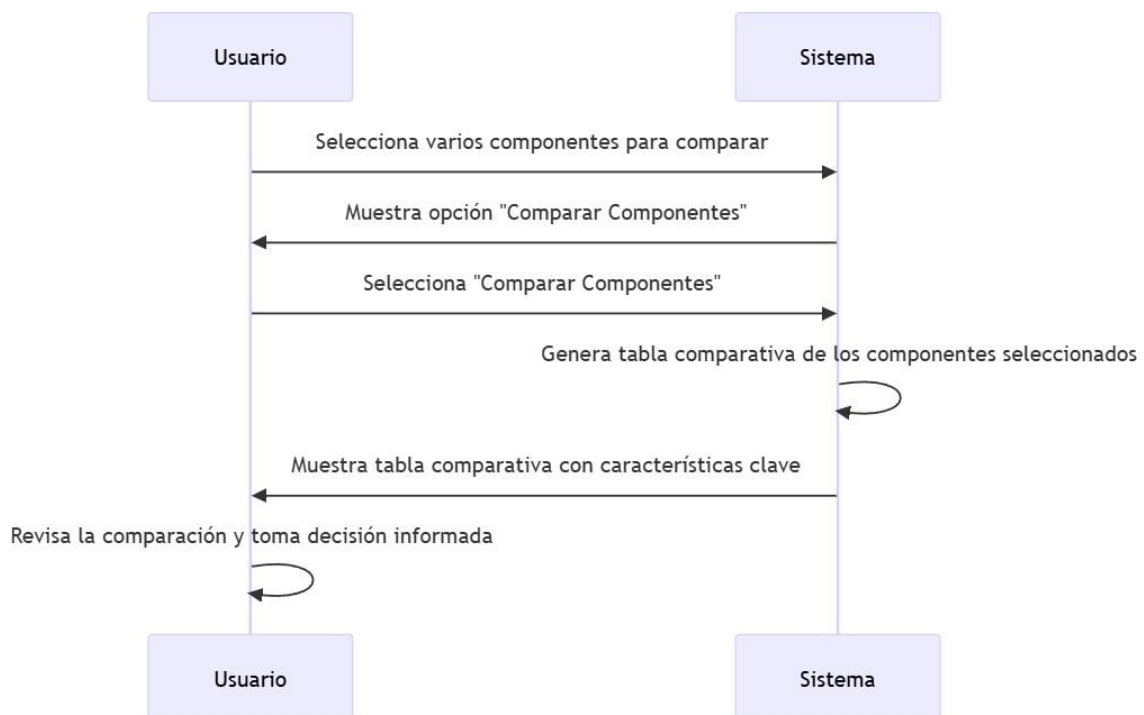 Usuario
Sistema
Selecciona varios componentes para comparar
Muestra opción "Comparar Componentes"
Selecciona "Comparar Componentes"
Genera tabla comparativa de los componentes seleccionados
Muestra tabla comparativa con características clave
Revisa la comparación y toma decisión informada
Usuario
Sistema